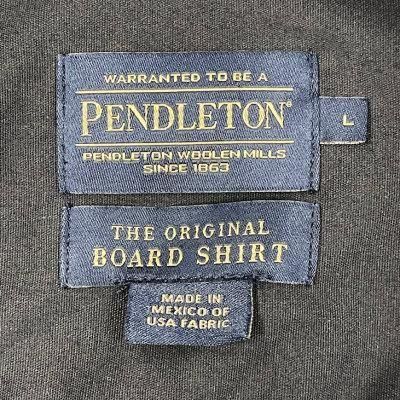 WARRANTED TO BE A
PENDLETON®
PENDLETON WOOLEN MILLS
SINCE 1863
L
THE ORIGINAL
BOARD SHIRT
MADE IN
MEXICO OF
USA FABRIC